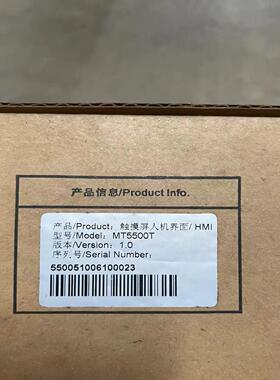 产品信息/Product Info.
产品/Product: 触摸屏人机界面/ HMI
型号/Model: MT5500T
版本/Version: 1.0
序列号/Serial Number:
550051006100023